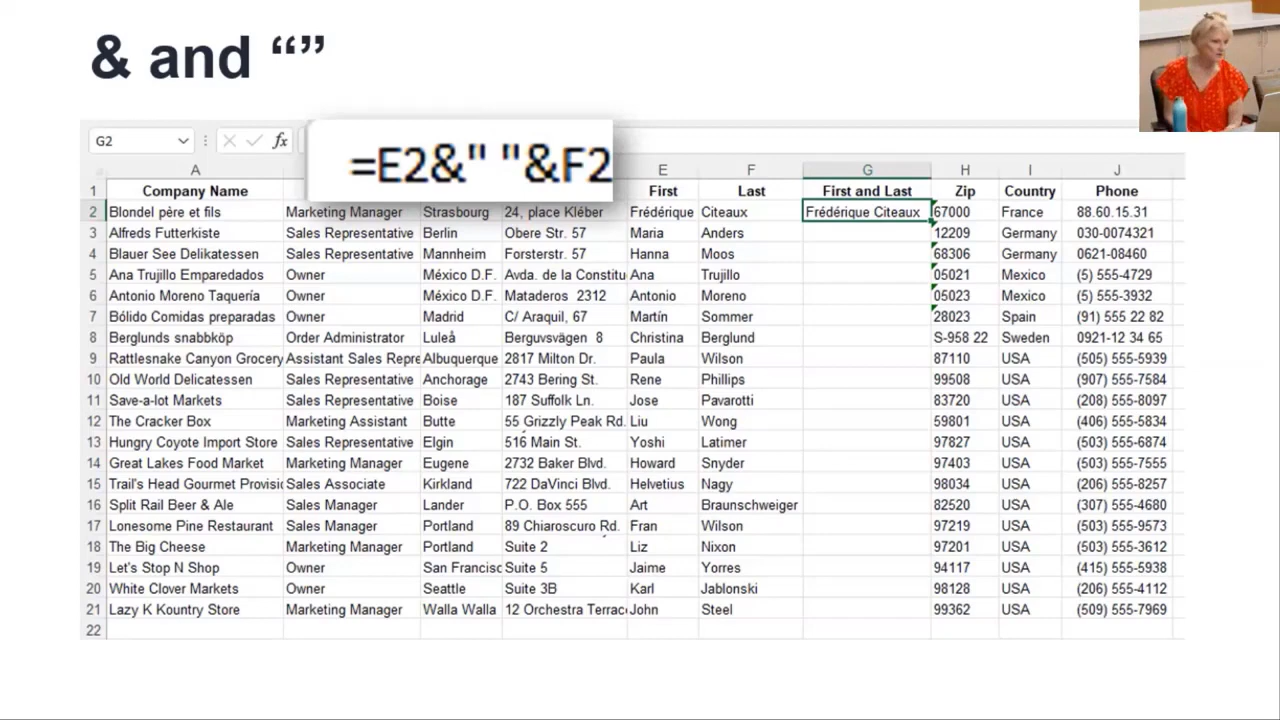 & and “”
G2
fx
=E2&" "&F2
A E F G H I J
1 Company Name First Last First and Last Zip Country Phone
2 Blondel père et fils Marketing Manager Strasbourg 24, place Kléber Frédérique Citeaux Frédérique Citeaux 67000 France 88.60.15.31
3 Alfreds Futterkiste Sales Representative Berlin Obere Str. 57 Maria Anders 12209 Germany 030-0074321
4 Blauer See Delikatessen Sales Representative Mannheim Forsterstr. 57 Hanna Moos 68306 Germany 0621-08460
5 Ana Trujillo Emparedados Owner México D.F. Avda. de la Constitu Ana Trujillo 05021 Mexico (5) 555-4729
6 Antonio Moreno Taquería Owner México D.F. Mataderos 2312 Antonio Moreno 05023 Mexico (5) 555-3932
7 Bólido Comidas preparadas Owner Madrid C/ Araquil, 67 Martín Sommer 28023 Spain (91) 555 22 82
8 Berglunds snabbköp Order Administrator Luleå Berguvsvägen 8 Christina Berglund S-958 22 Sweden 0921-12 34 65
9 Rattlesnake Canyon Grocery Assistant Sales Repre Albuquerque 2817 Milton Dr. Paula Wilson 87110 USA (505) 555-5939
10 Old World Delicatessen Sales Representative Anchorage 2743 Bering St. Rene Phillips 99508 USA (907) 555-7584
11 Save-a-lot Markets Sales Representative Boise 187 Suffolk Ln. Jose Pavarotti 83720 USA (208) 555-8097
12 The Cracker Box Marketing Assistant Butte 55 Grizzly Peak Rd. Liu Wong 59801 USA (406) 555-5834
13 Hungry Coyote Import Store Sales Representative Elgin 516 Main St. Yoshi Latimer 97827 USA (503) 555-6874
14 Great Lakes Food Market Marketing Manager Eugene 2732 Baker Blvd. Howard Snyder 97403 USA (503) 555-7555
15 Trail's Head Gourmet Provisic Sales Associate Kirkland 722 DaVinci Blvd. Helvetius Nagy 98034 USA (206) 555-8257
16 Split Rail Beer & Ale Sales Manager Lander P.O. Box 555 Art Braunschweiger 82520 USA (307) 555-4680
17 Lonesome Pine Restaurant Sales Manager Portland 89 Chiaroscuro Rd. Fran Wilson 97219 USA (503) 555-9573
18 The Big Cheese Marketing Manager Portland Suite 2 Liz Nixon 97201 USA (503) 555-3612
19 Let's Stop N Shop Owner San Francisc Suite 5 Jaime Yorres 94117 USA (415) 555-5938
20 White Clover Markets Owner Seattle Suite 3B Karl Jablonski 98128 USA (206) 555-4112
21 Lazy K Kountry Store Marketing Manager Walla Walla 12 Orchestra Terrac John Steel 99362 USA (509) 555-7969
22